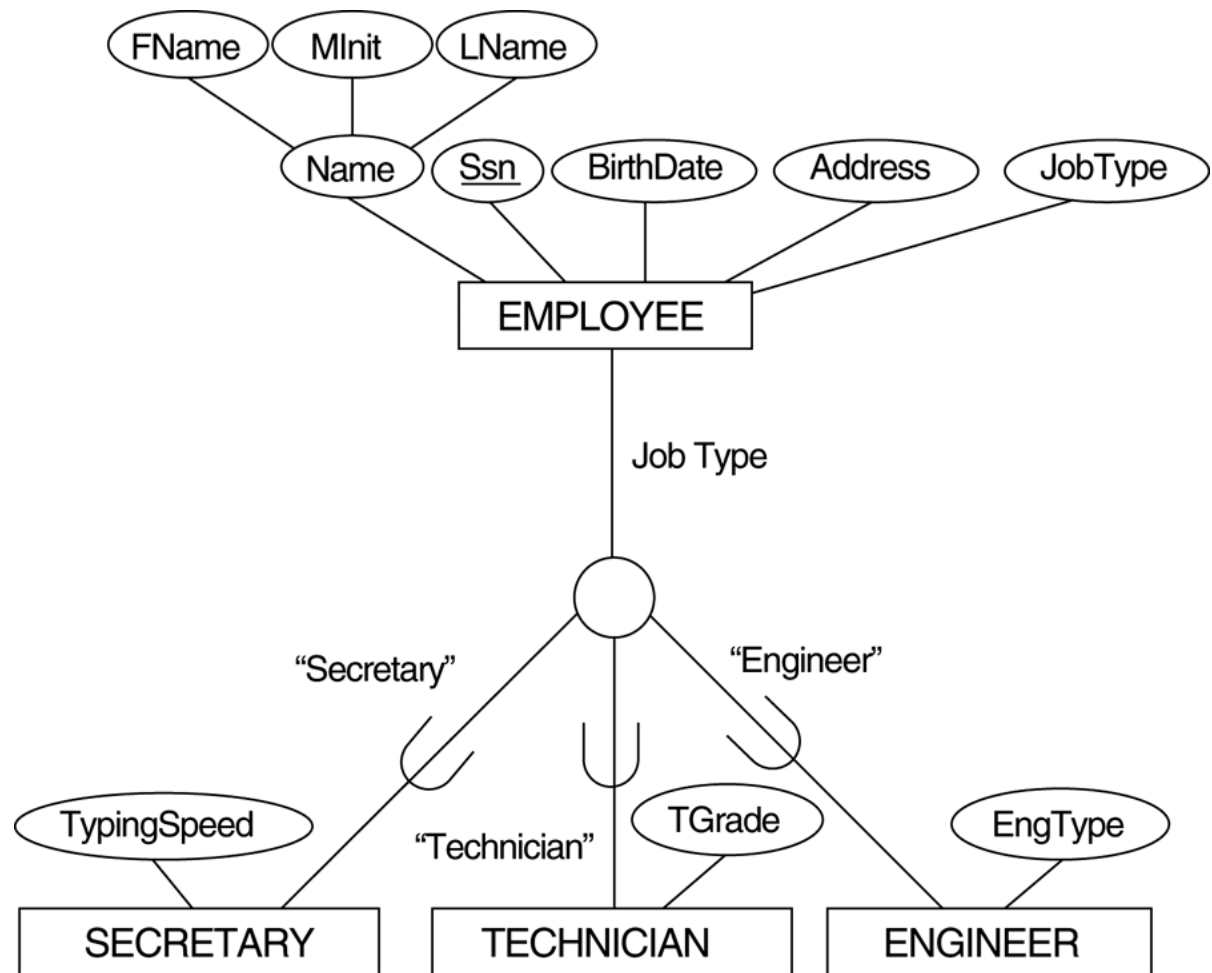 FName MInit LName
Name Ssn BirthDate Address JobType
EMPLOYEE
Job Type
“Secretary” “Engineer”
TypingSpeed “Technician” TGrade EngType
SECRETARY TECHNICIAN ENGINEER